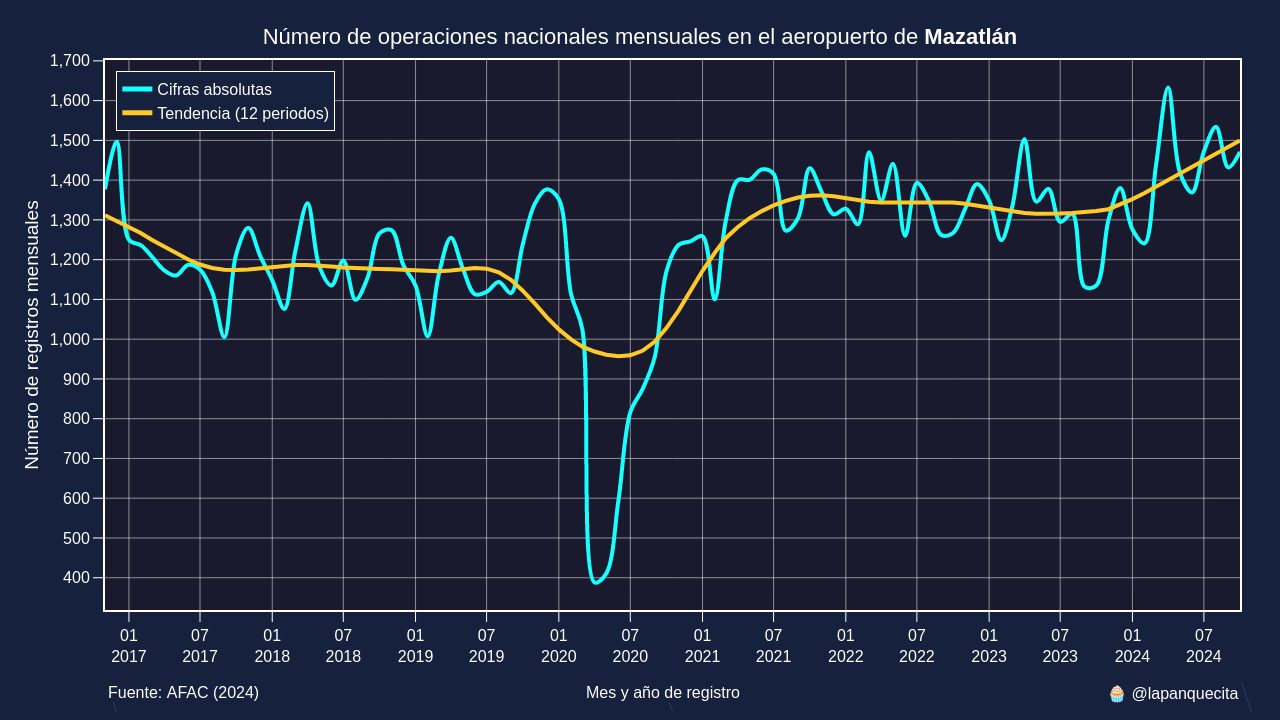 Número de operaciones nacionales mensuales en el aeropuerto de Mazatlán
Cifras absolutas
Tendencia (12 periodos)
Número de registros mensuales
1,700
1,600
1,500
1,400
1,300
1,200
1,100
1,000
900
800
700
600
500
400
01 07 01 07 01 07 01 07 01 07 01 07 01 07 01 07
2017 2017 2018 2018 2019 2019 2020 2020 2021 2021 2022 2022 2023 2023 2024 2024
Fuente: AFAC (2024) Mes y año de registro 🧁 @lapanquecita